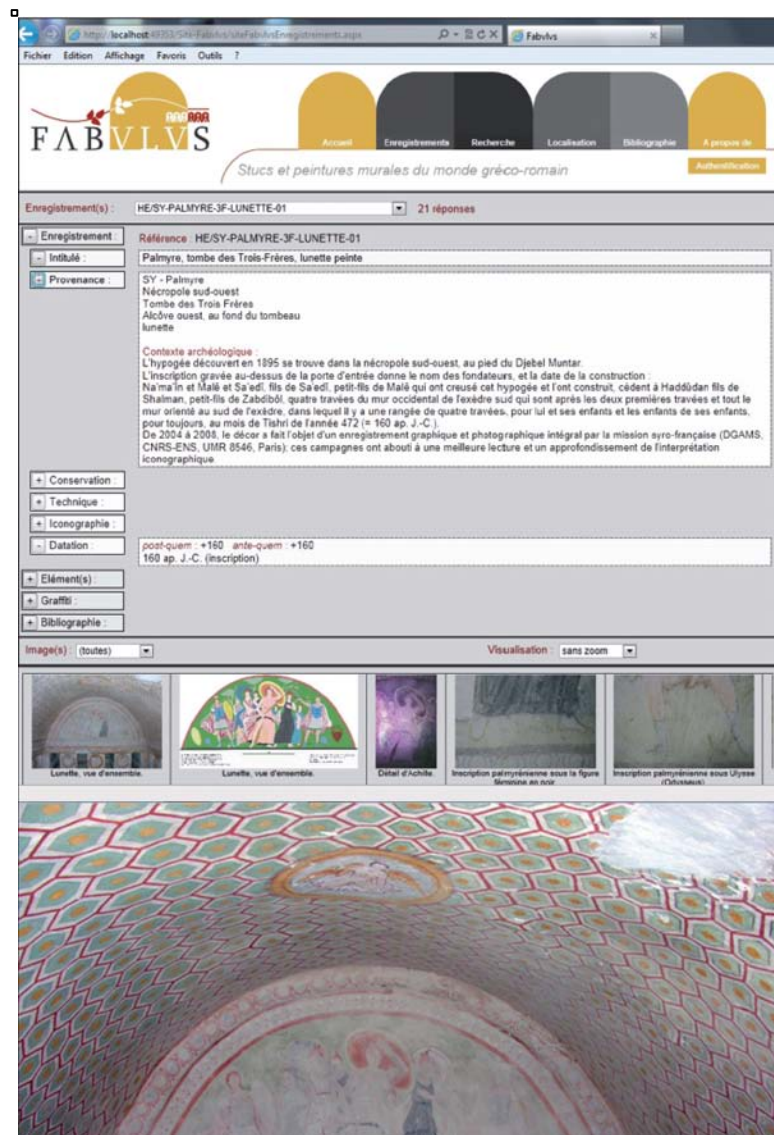 http://localhost:49353/Site-Fabvlvs/siteFabvlvsEnregistrements.aspx
Fabvlvs
Fichier Edition Affichage Favoris Outils ?
FABVLVS
Accueil
Enregistrements
Recherche
Localisation
Bibliographie
A propos de
Stucs et peintures murales du monde gréco-romain
Authentification
Enregistrement(s) : HE/SY-PALMYRE-3F-LUNETTE-01 21 réponses
- Enregistrement : Référence : HE/SY-PALMYRE-3F-LUNETTE-01
- Intitulé : Palmyre, tombe des Trois-Frères, lunette peinte
- Provenance : SY - Palmyre
Nécropole sud-ouest
Tombe des Trois Frères
Alcôve ouest, au fond du tombeau
lunette
Contexte archéologique :
L'hypogée découvert en 1895 se trouve dans la nécropole sud-ouest, au pied du Djebel Muntar.
L'inscription gravée au-dessus de la porte d'entrée donne le nom des fondateurs, et la date de la construction :
Na'ma'în et Malê et Sa'edî, fils de Sa'edî, petit-fils de Malê qui ont creusé cet hypogée et l'ont construit, cèdent à Haddûdan fils de
Shalman, petit-fils de Zabdibôl, quatre travées du mur occidental de l'exèdre sud qui sont après les deux premières travées et tout le
mur orienté au sud de l'exèdre, dans lequel il y a une rangée de quatre travées, pour lui et ses enfants et les enfants de ses enfants,
pour toujours, au mois de Tishri de l'année 472 (= 160 ap. J.-C.).
De 2004 à 2008, le décor a fait l'objet d'un enregistrement graphique et photographique intégral par la mission syro-française (DGAMS,
CNRS-ENS, UMR 8546, Paris); ces campagnes ont abouti à une meilleure lecture et un approfondissement de l'interprétation
iconographique.
+ Conservation :
+ Technique :
+ Iconographie :
- Datation : post-quem : +160 ante-quem : +160
160 ap. J.-C. (inscription)
+ Elément(s) :
+ Graffiti :
+ Bibliographie :
Image(s) : (toutes) Visualisation : sans zoom
Lunette, vue d'ensemble.
Lunette, vue d'ensemble.
Détail d'Achille.
Inscription palmyrénienne sous la figure
féminine en noir
Inscription palmyrénienne sous Ulysse
(Odysseus)